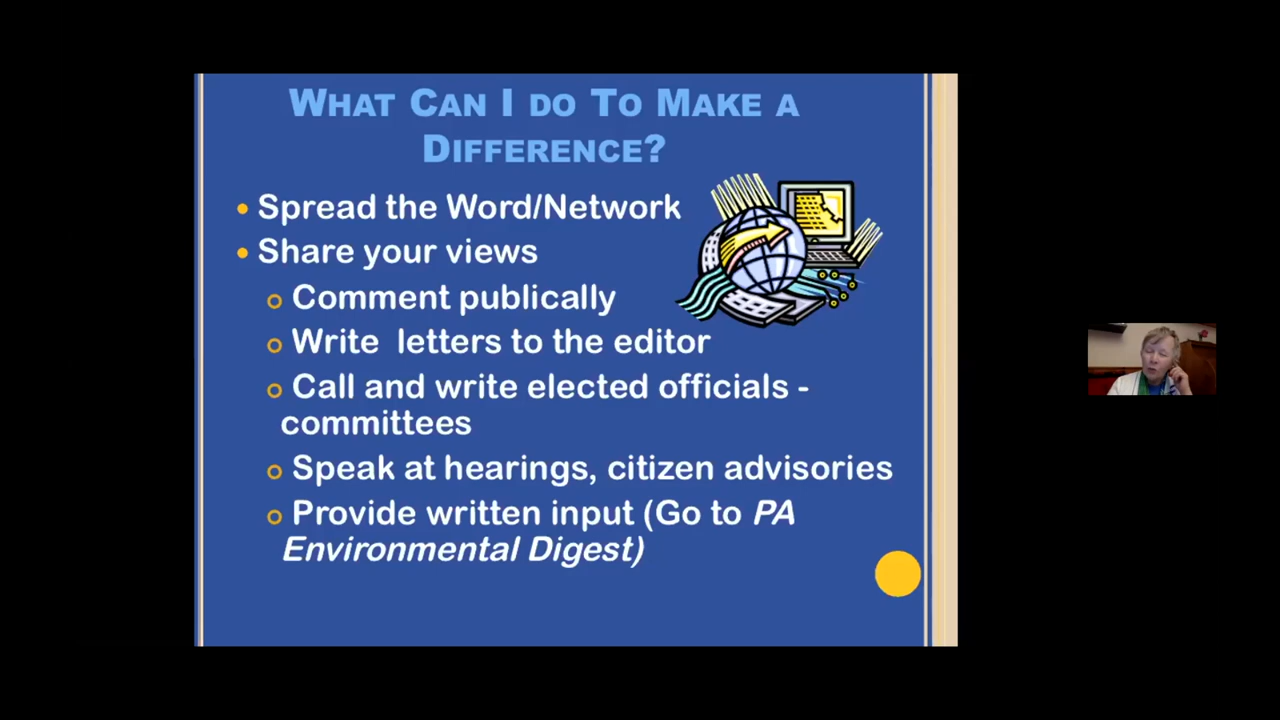 WHAT CAN I DO TO MAKE A
DIFFERENCE?
• Spread the Word/Network
• Share your views
o Comment publically
o Write letters to the editor
o Call and write elected officials -
committees
o Speak at hearings, citizen advisories
o Provide written input (Go to PA
Environmental Digest)